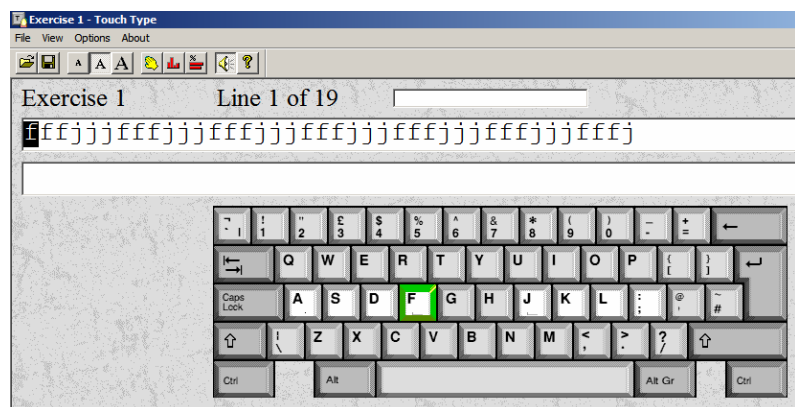 Exercise 1 - Touch Type
File View Options About
A A A %
Exercise 1 Line 1 of 19
fffjjjfffjjjfffjjjfffjjjfffjjjfffjjjfffj
¬ ! " £ $ % ^ & * ( ) _ + ←
` | 1 2 3 4 5 6 7 8 9 0 - =
Q W E R T Y U I O P { }
[ ]
Caps Lock A S D F G H J K L : @ ~
; ' #
⇧ ¦ Z X C V B N M < > ? ⇧
\ , . /
Ctrl Alt Alt Gr Ctrl